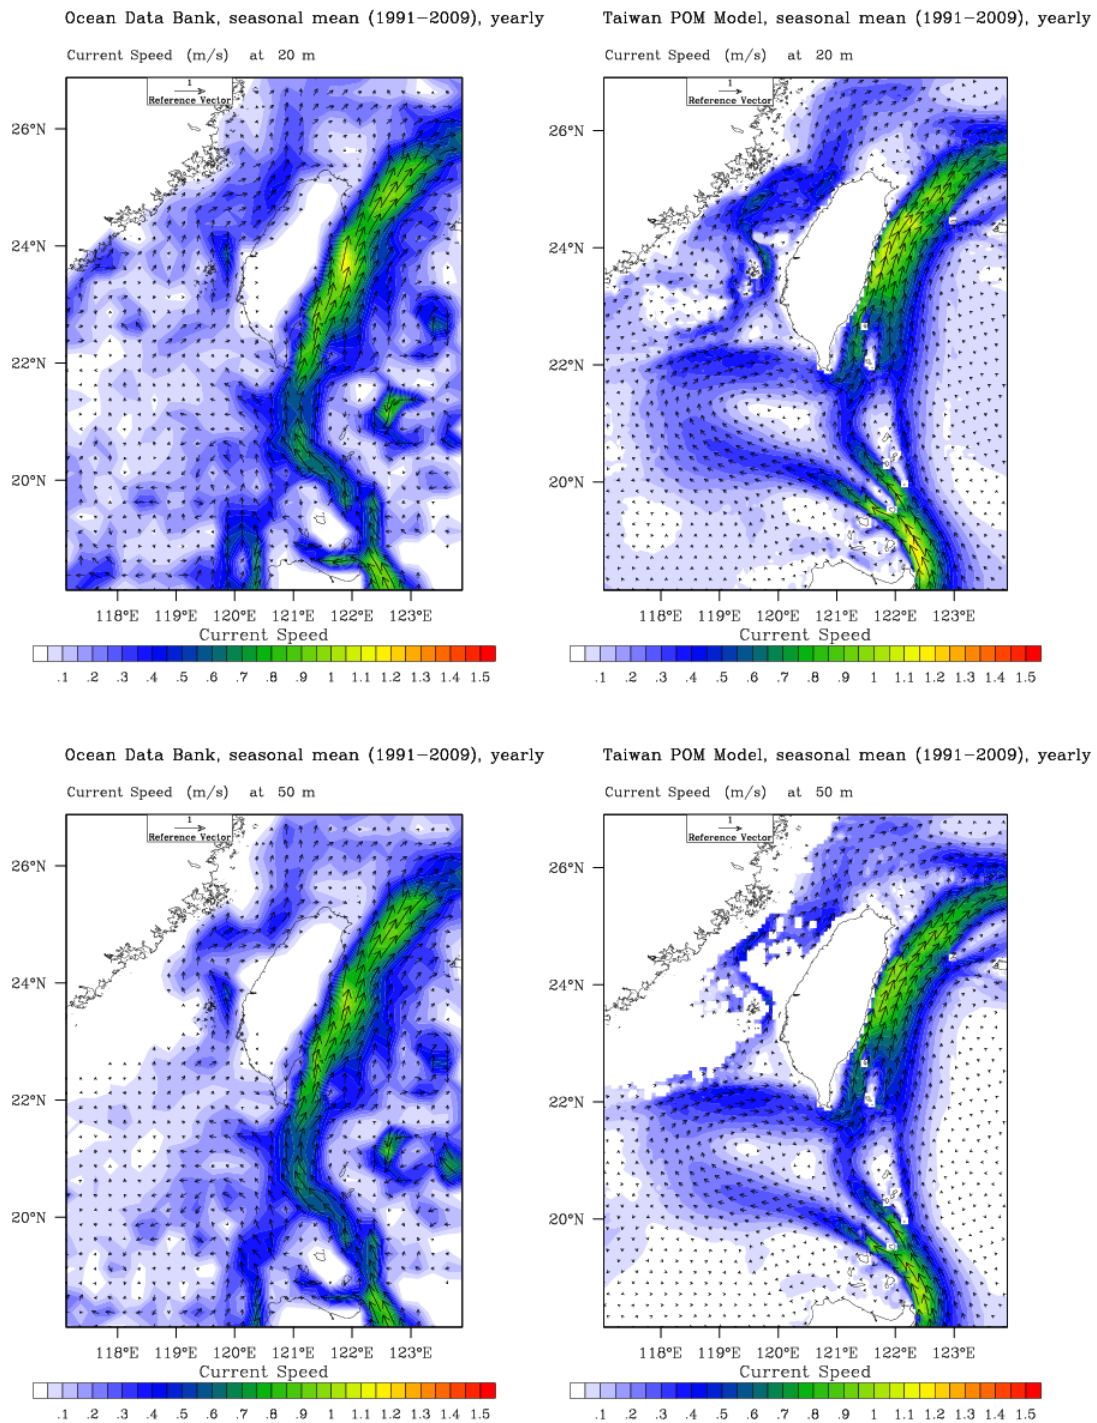 Ocean Data Bank, seasonal mean (1991-2009), yearly
Current Speed (m/s) at 20 m
1
Reference Vector
26°N
24°N
22°N
20°N
118°E 119°E 120°E 121°E 122°E 123°E
Current Speed
.1 .2 .3 .4 .5 .6 .7 .8 .9 1 1.1 1.2 1.3 1.4 1.5
Taiwan POM Model, seasonal mean (1991-2009), yearly
Current Speed (m/s) at 20 m
1
Reference Vector
26°N
24°N
22°N
20°N
118°E 119°E 120°E 121°E 122°E 123°E
Current Speed
.1 .2 .3 .4 .5 .6 .7 .8 .9 1 1.1 1.2 1.3 1.4 1.5
Ocean Data Bank, seasonal mean (1991-2009), yearly
Current Speed (m/s) at 50 m
1
Reference Vector
26°N
24°N
22°N
20°N
118°E 119°E 120°E 121°E 122°E 123°E
Current Speed
.1 .2 .3 .4 .5 .6 .7 .8 .9 1 1.1 1.2 1.3 1.4 1.5
Taiwan POM Model, seasonal mean (1991-2009), yearly
Current Speed (m/s) at 50 m
1
Reference Vector
26°N
24°N
22°N
20°N
118°E 119°E 120°E 121°E 122°E 123°E
Current Speed
.1 .2 .3 .4 .5 .6 .7 .8 .9 1 1.1 1.2 1.3 1.4 1.5